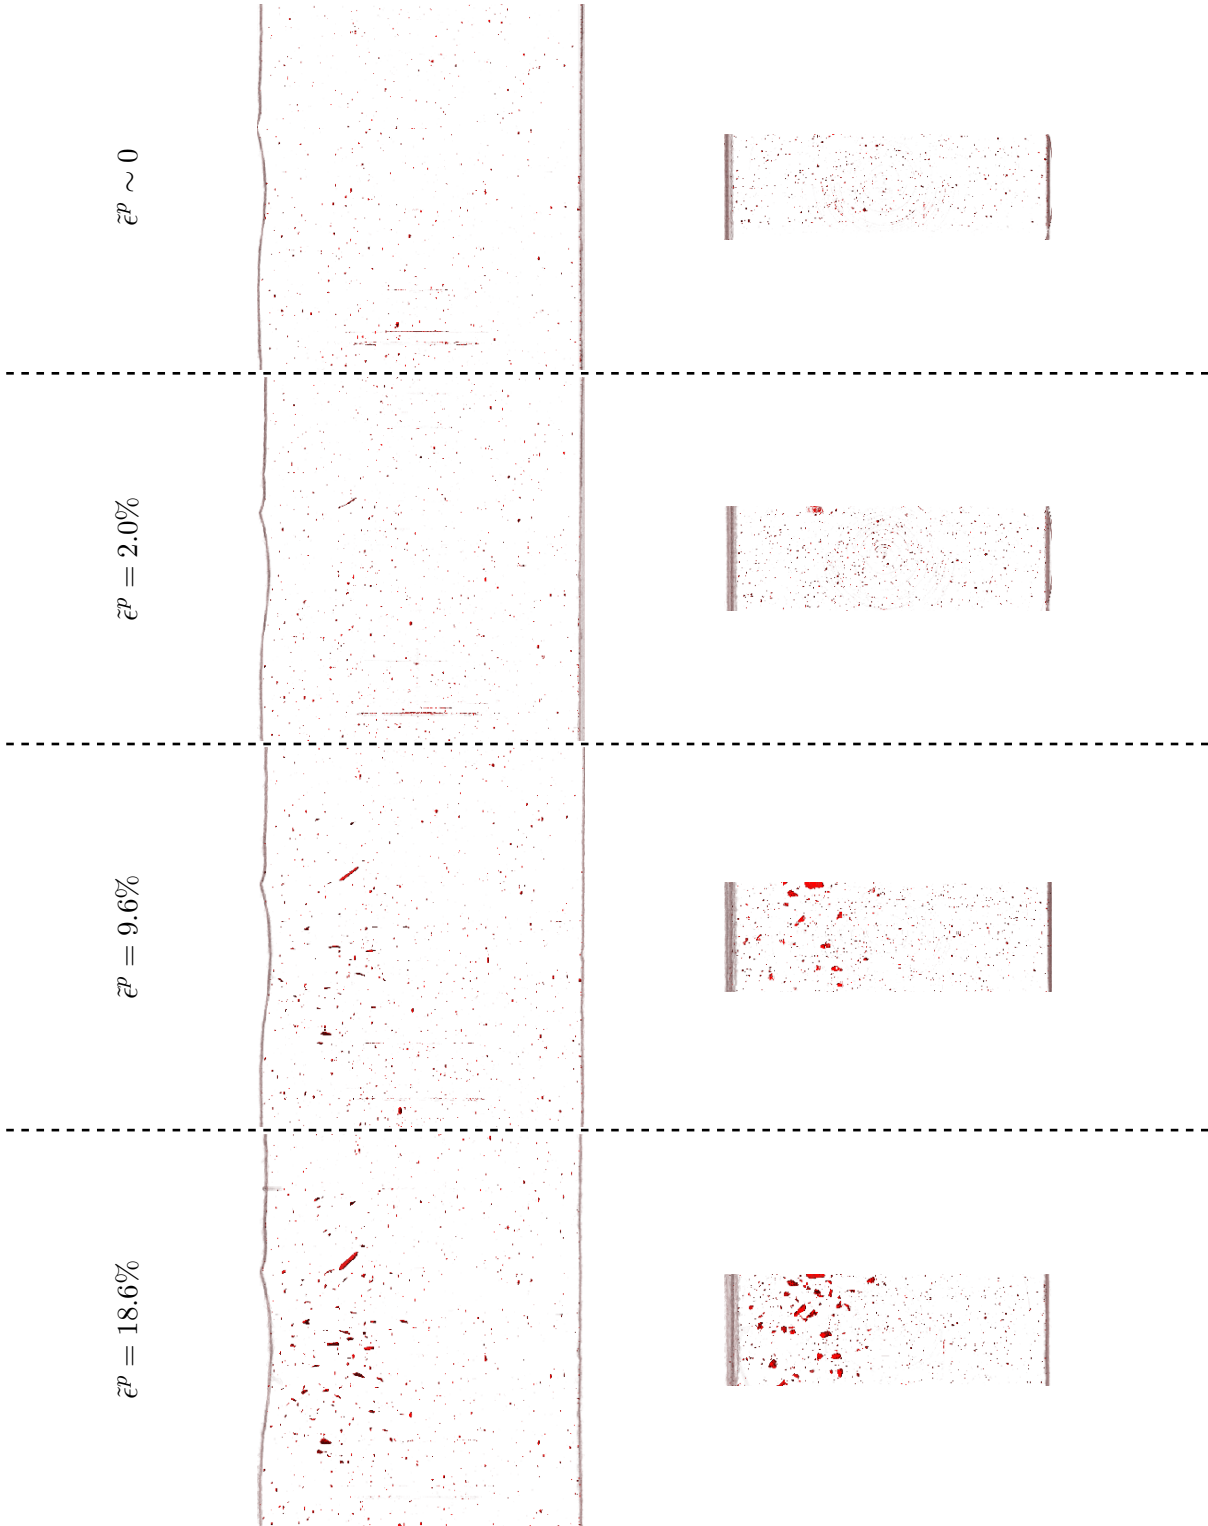 ε̃ᵖ ∼ 0
ε̃ᵖ = 2.0%
ε̃ᵖ = 9.6%
ε̃ᵖ = 18.6%